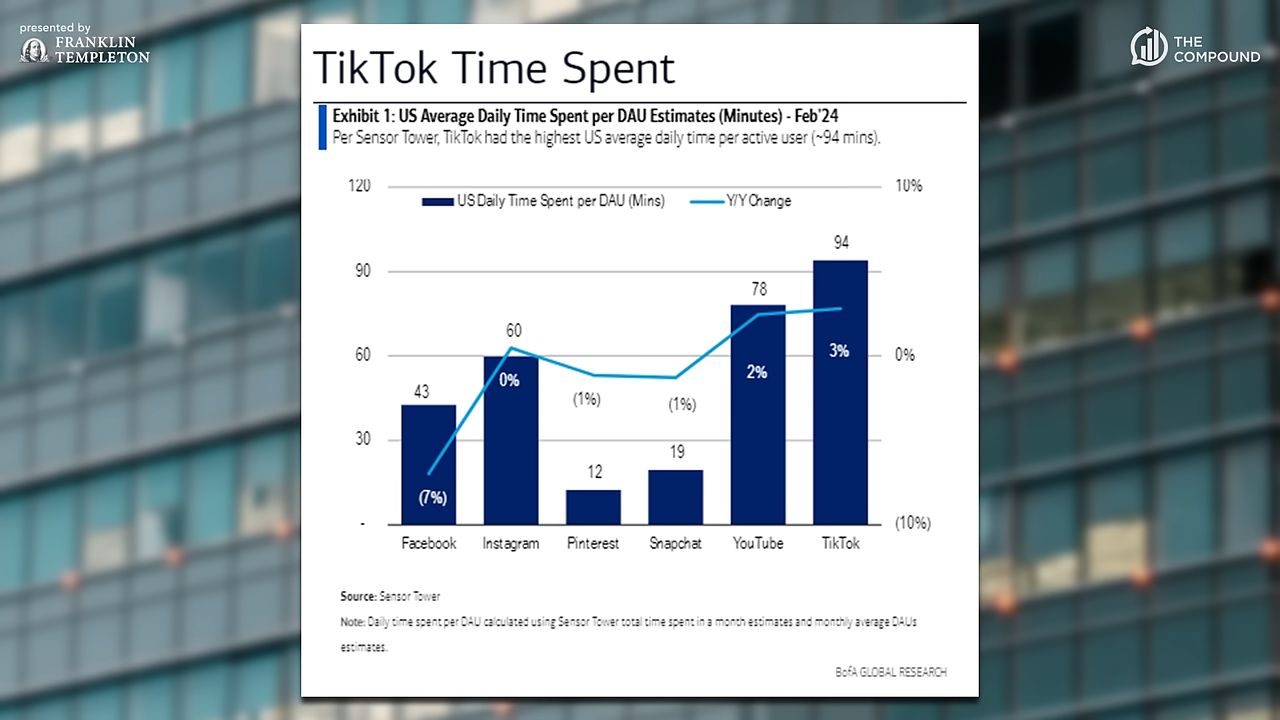 presented by
FRANKLIN
TEMPLETON
THE
COMPOUND
TikTok Time Spent
Exhibit 1: US Average Daily Time Spent per DAU Estimates (Minutes) - Feb'24
Per Sensor Tower, TikTok had the highest US average daily time per active user (~94 mins).
120
10%
US Daily Time Spent per DAU (Mins)
Y/Y Change
94
90
78
60
60
0%
3%
2%
0%
43
(1%)
(1%)
30
19
12
(7%)
-
(10%)
Facebook
Instagram
Pinterest
Snapchat
YouTube
TikTok
Source: Sensor Tower
Note: Daily time spent per DAU calculated using Sensor Tower total time spent in a month estimates and monthly average DAUs
estimates.
BofA GLOBAL RESEARCH